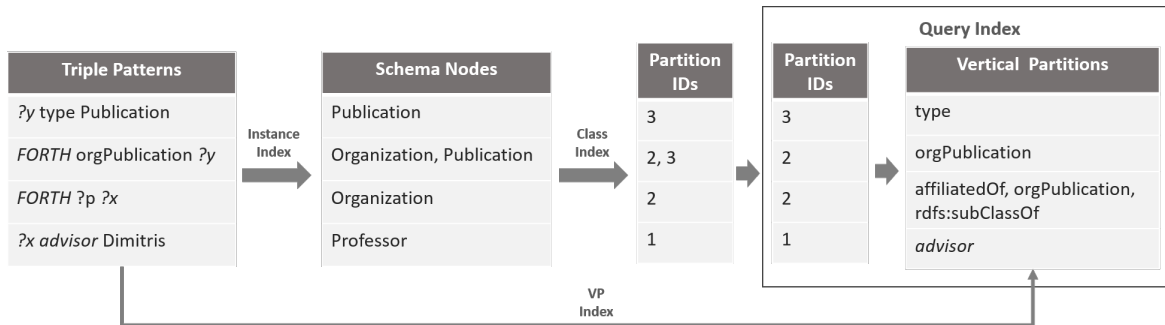 Query Index
Triple Patterns
?y type Publication
FORTH orgPublication ?y
FORTH ?p ?x
?x advisor Dimitris
Instance
Index
Schema Nodes
Publication
Organization, Publication
Organization
Professor
Class
Index
Partition
IDs
3
2, 3
2
1
Partition
IDs
3
2
2
1
Vertical Partitions
type
orgPublication
affiliatedOf, orgPublication,
rdfs:subClassOf
advisor
VP
Index